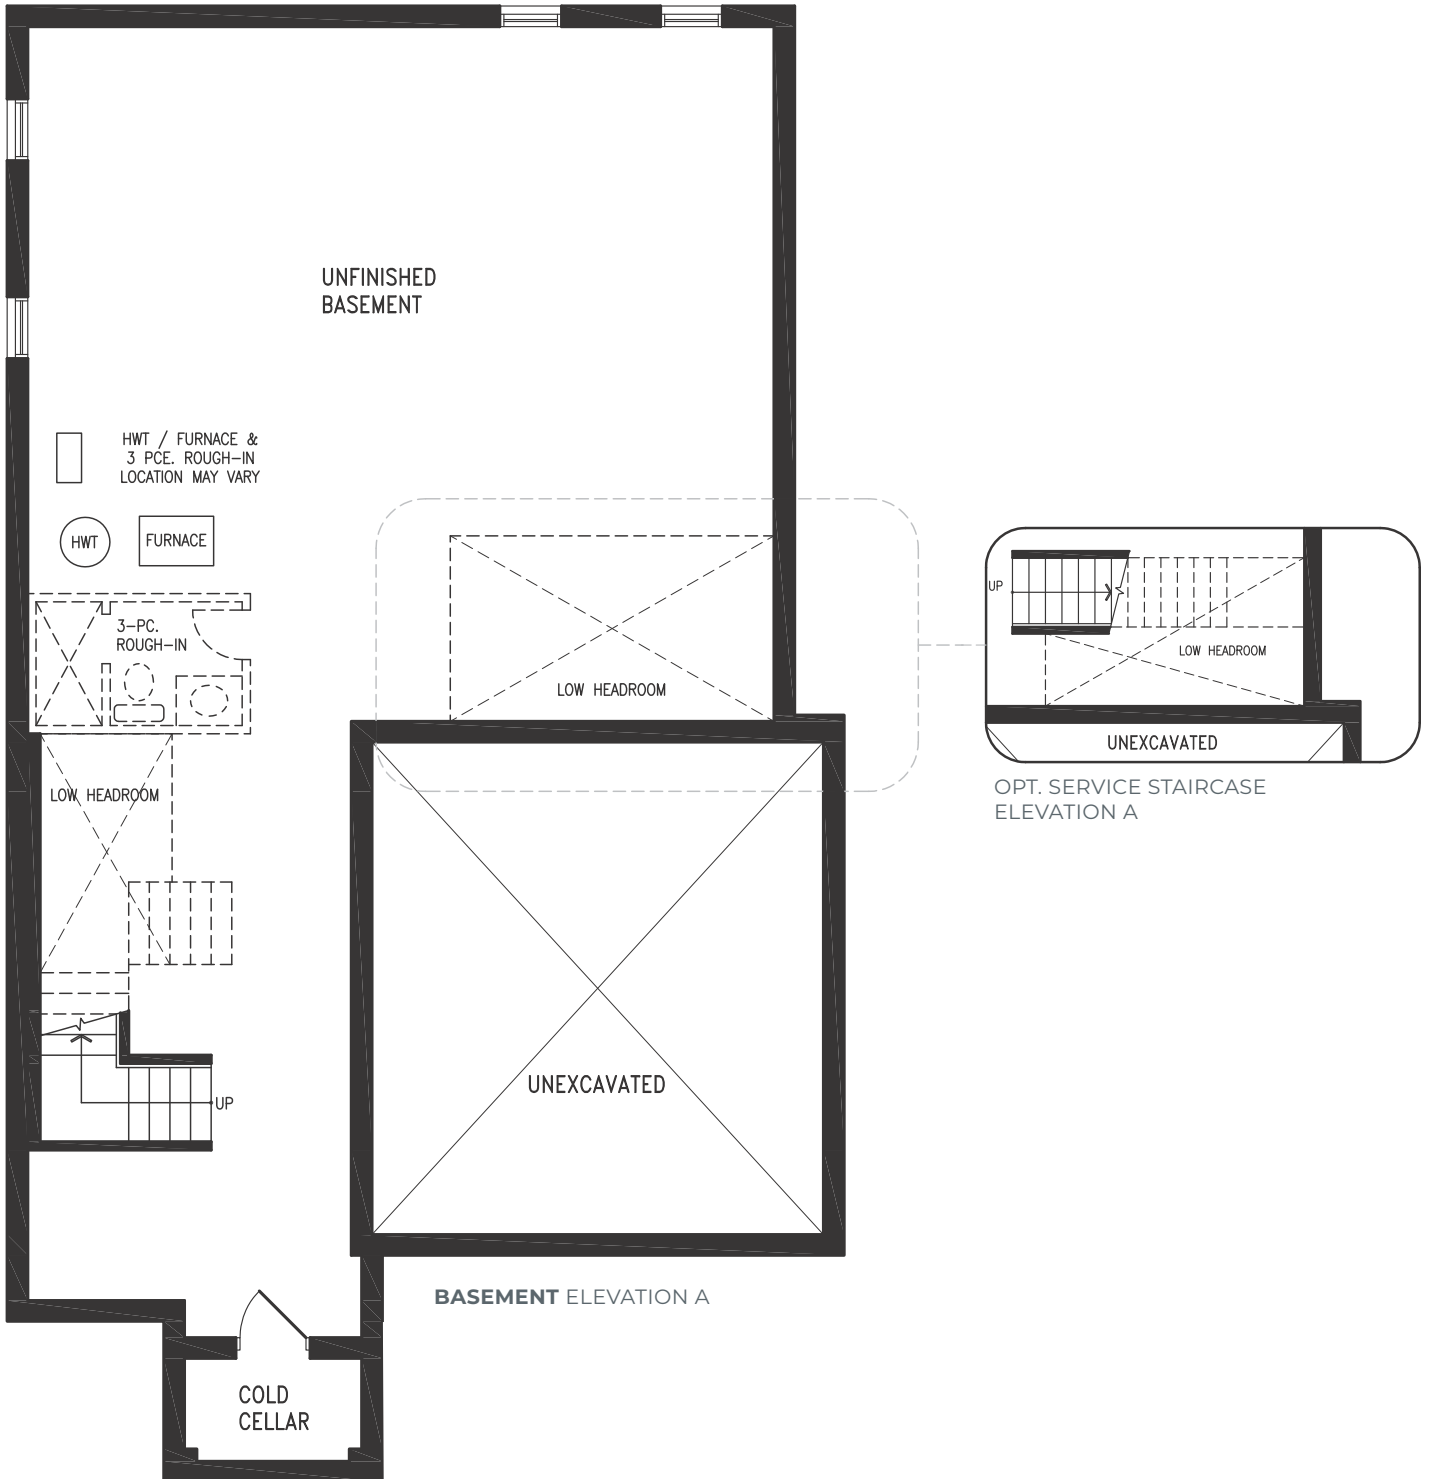 UNFINISHED
BASEMENT
HWT / FURNACE &
3 PCE. ROUGH-IN
LOCATION MAY VARY
HWT
FURNACE
3-PC.
ROUGH-IN
LOW HEADROOM
UP
LOW HEADROOM
UNEXCAVATED
OPT. SERVICE STAIRCASE
ELEVATION A
LOW HEADROOM
UNEXCAVATED
UP
BASEMENT ELEVATION A
COLD
CELLAR